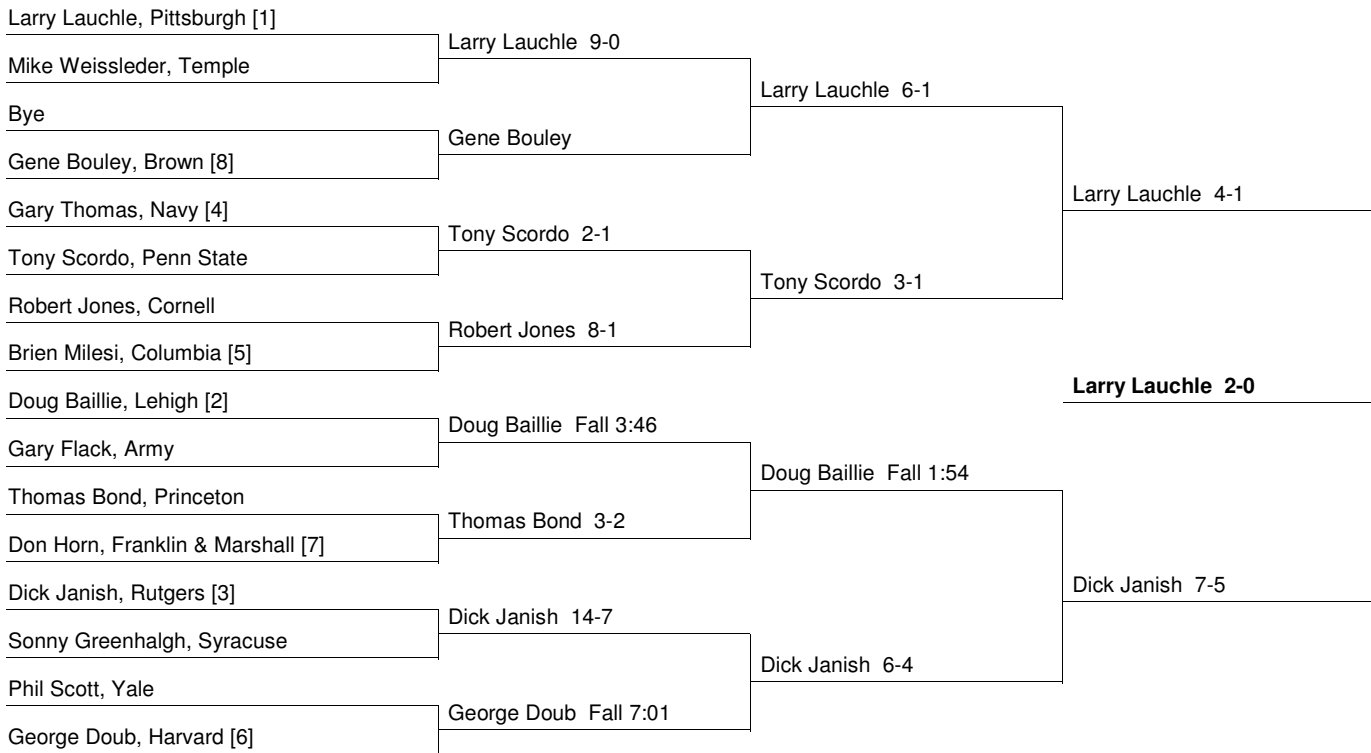 Larry Lauchle, Pittsburgh [1]
Mike Weissleder, Temple
Bye
Gene Bouley, Brown [8]
Gary Thomas, Navy [4]
Tony Scordo, Penn State
Robert Jones, Cornell
Brien Milesi, Columbia [5]
Doug Baillie, Lehigh [2]
Gary Flack, Army
Thomas Bond, Princeton
Don Horn, Franklin & Marshall [7]
Dick Janish, Rutgers [3]
Sonny Greenhalgh, Syracuse
Phil Scott, Yale
George Doub, Harvard [6]
Larry Lauchle 9-0
Gene Bouley
Tony Scordo 2-1
Robert Jones 8-1
Doug Baillie Fall 3:46
Thomas Bond 3-2
Dick Janish 14-7
George Doub Fall 7:01
Larry Lauchle 6-1
Tony Scordo 3-1
Doug Baillie Fall 1:54
Dick Janish 6-4
Larry Lauchle 4-1
Dick Janish 7-5
Larry Lauchle 2-0